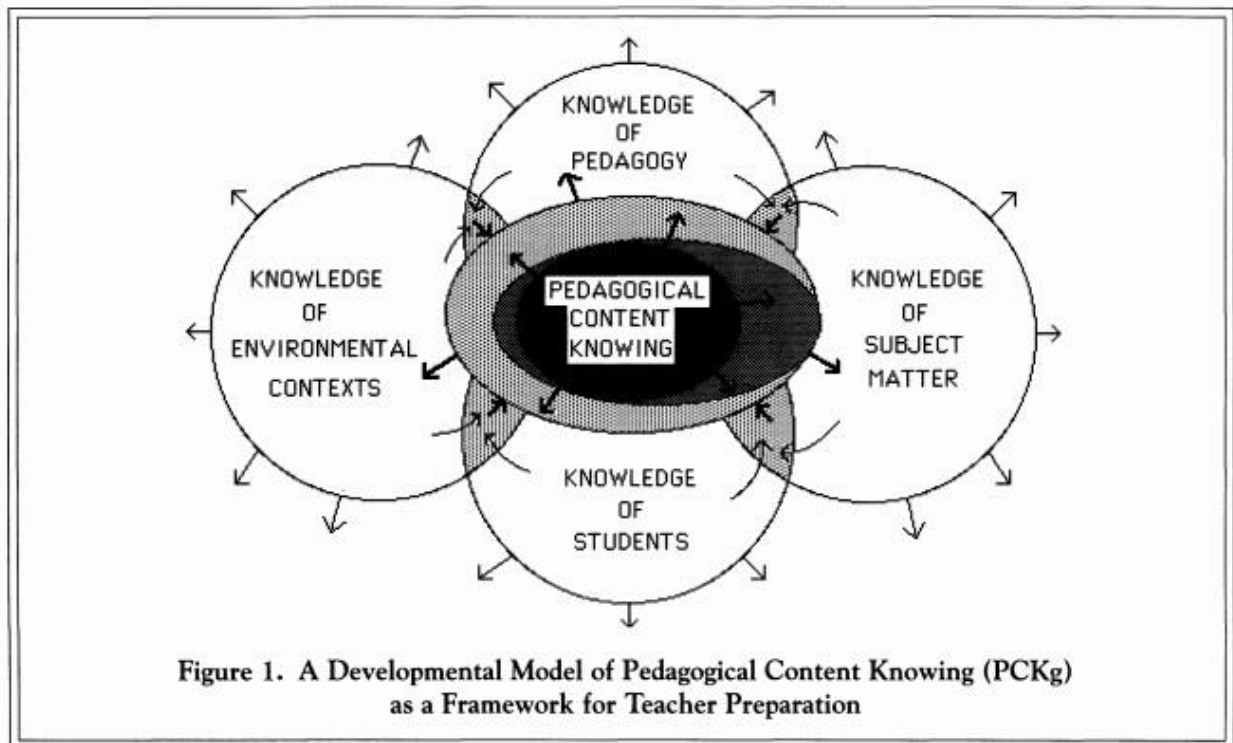 KNOWLEDGE
OF
PEDAGOGY
KNOWLEDGE
OF
ENVIRONMENTAL
CONTEXTS
PEDAGOGICAL
CONTENT
KNOWING
KNOWLEDGE
OF
SUBJECT
MATTER
KNOWLEDGE
OF
STUDENTS
Figure 1. A Developmental Model of Pedagogical Content Knowing (PCKg)
as a Framework for Teacher Preparation